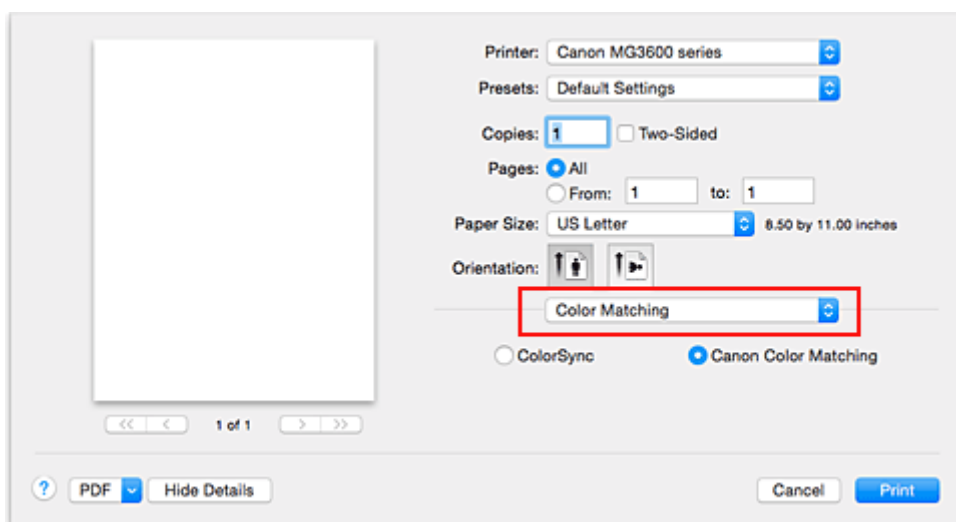 Printer: Canon MG3600 series
Presets: Default Settings
Copies: 1 Two-Sided
Pages: All
From: 1 to: 1
Paper Size: US Letter 8.50 by 11.00 inches
Orientation:
Color Matching
ColorSync Canon Color Matching
<< < 1 of 1 > >>
? PDF Hide Details Cancel Print